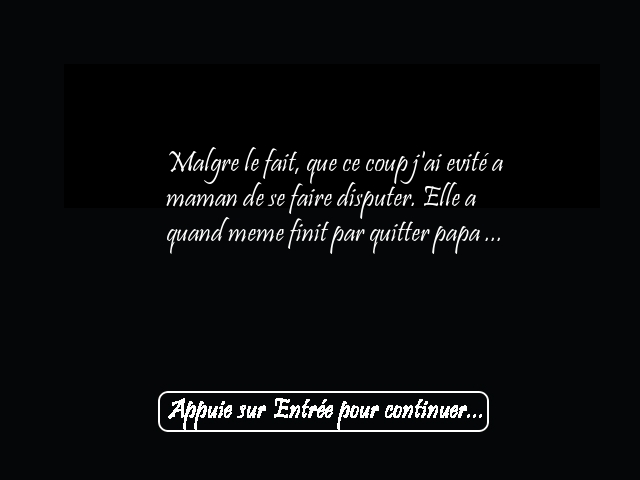 Malgre le fait, que ce coup j'ai evité a
maman de se faire disputer. Elle a
quand meme finit par quitter papa ...
Appuie sur Entrée pour continuer...